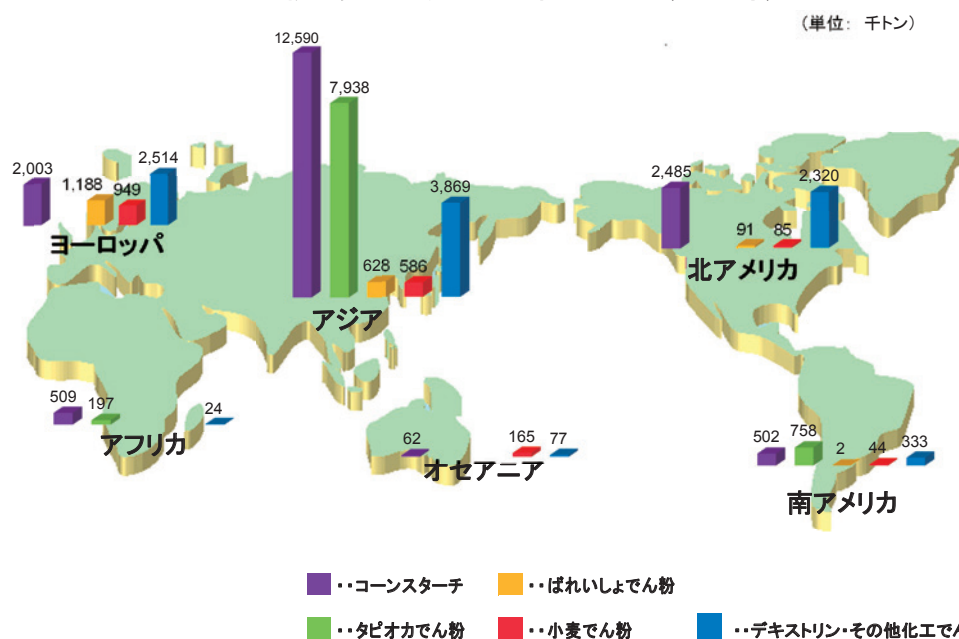 (単位: 千トン)
12,590
7,938
2,003
1,188
949
2,514
3,869
628
586
2,485
91
85
2,320
ヨーロッパ
北アメリカ
アジア
509
197
24
アフリカ
62
165
77
オセアニア
502
758
2
44
333
南アメリカ
‥コーンスターチ
‥ばれいしょでん粉
‥タピオカでん粉
‥小麦でん粉
‥デキストリン・その他化工でん